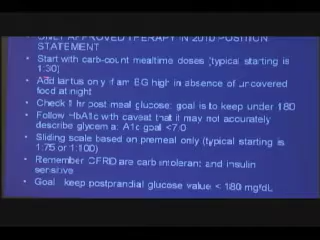 ONLY APPROVED THERAPY IN 2010 POSITION
STATEMENT
Start with carb-count mealtime doses (typical starting is
1:30)
Add lantus only if am BG high in absence of uncovered
food at night
Check 1 hr post meal glucose: goal is to keep under 180
Follow HbA1c with caveat that it may not accurately
describe glycemia: A1c goal <7.0
Sliding scale based on premeal only (typical starting is
1:75 or 1:100)
Remember CFRD are carb intolerant and insulin
sensitive
Goal: keep postprandial glucose value < 180 mg/dL